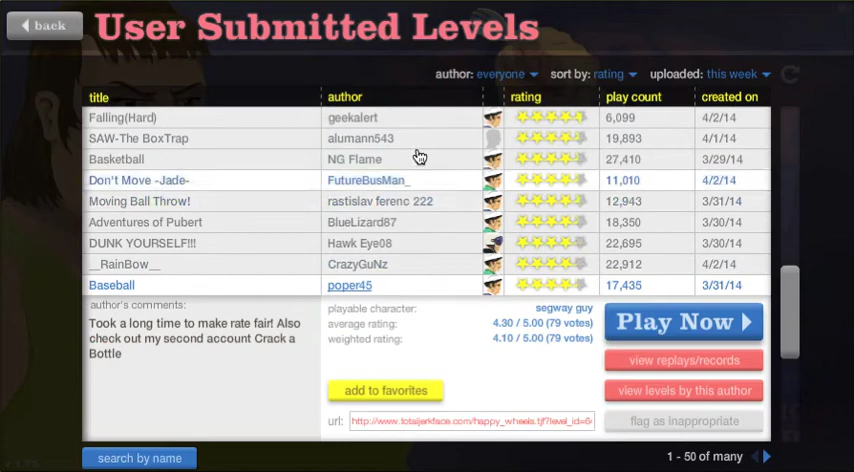 back
User Submitted Levels
author: everyone sort by: rating uploaded: this week
title author rating play count created on
Falling(Hard) geekalert 6,099 4/2/14
SAW-The BoxTrap alumann543 19,893 4/1/14
Basketball NG Flame 27,410 3/29/14
Don't Move -Jade- FutureBusMan_ 11,010 4/2/14
Moving Ball Throw! rastislav ferenc 222 12,943 3/31/14
Adventures of Pubert BlueLizard87 18,350 3/30/14
DUNK YOURSELF!!! Hawk Eye08 22,695 3/30/14
__RainBow__ CrazyGuNz 22,912 4/2/14
Baseball poper45 17,435 3/31/14
author's comments:
Took a long time to make rate fair! Also
check out my second account Crack a
Bottle
playable character: segway guy
average rating: 4.30 / 5.00 (79 votes)
weighted rating: 4.10 / 5.00 (79 votes)
add to favorites
url: http://www.totaljerkface.com/happy_wheels.tjf?level_id=6
Play Now
view replays/records
view levels by this author
flag as inappropriate
search by name
1 - 50 of many